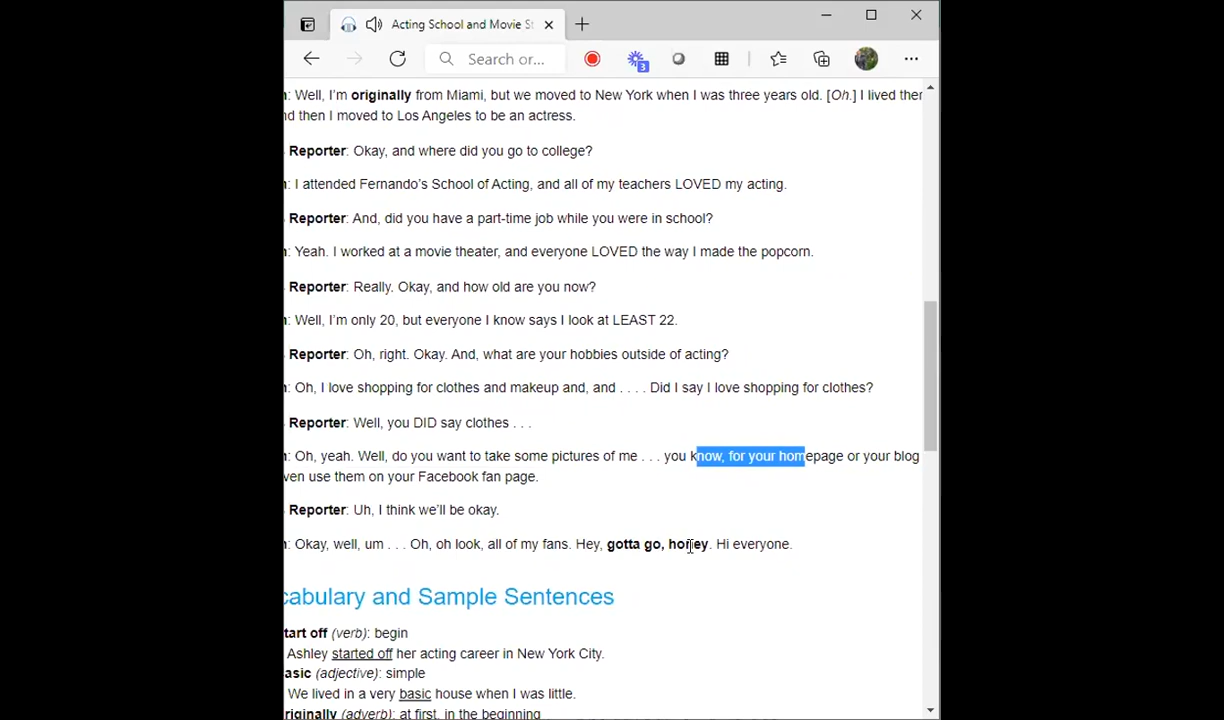 Acting School and Movie St
Search or...
3
: Well, I'm originally from Miami, but we moved to New York when I was three years old. [Oh.] I lived ther
nd then I moved to Los Angeles to be an actress.
Reporter: Okay, and where did you go to college?
: I attended Fernando's School of Acting, and all of my teachers LOVED my acting.
Reporter: And, did you have a part-time job while you were in school?
: Yeah. I worked at a movie theater, and everyone LOVED the way I made the popcorn.
Reporter: Really. Okay, and how old are you now?
: Well, I'm only 20, but everyone I know says I look at LEAST 22.
Reporter: Oh, right. Okay. And, what are your hobbies outside of acting?
: Oh, I love shopping for clothes and makeup and, and . . . . Did I say I love shopping for clothes?
Reporter: Well, you DID say clothes . . .
: Oh, yeah. Well, do you want to take some pictures of me . . . you know, for your homepage or your blog
ven use them on your Facebook fan page.
Reporter: Uh, I think we'll be okay.
: Okay, well, um . . . Oh, oh look, all of my fans. Hey, gotta go, honey. Hi everyone.
cabulary and Sample Sentences
tart off (verb): begin
Ashley started off her acting career in New York City.
asic (adjective): simple
We lived in a very basic house when I was little.
riginally (adverb): at first, in the beginning